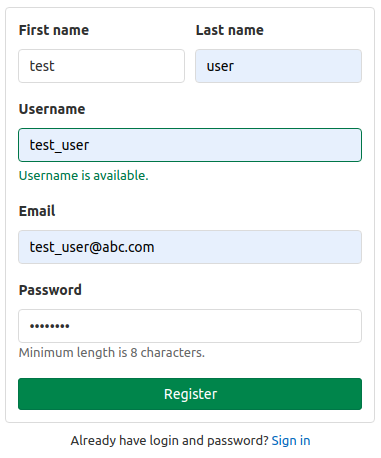 First name Last name
test user
Username
test_user
Username is available.
Email
test_user@abc.com
Password
••••••••
Minimum length is 8 characters.
Register
Already have login and password? Sign in